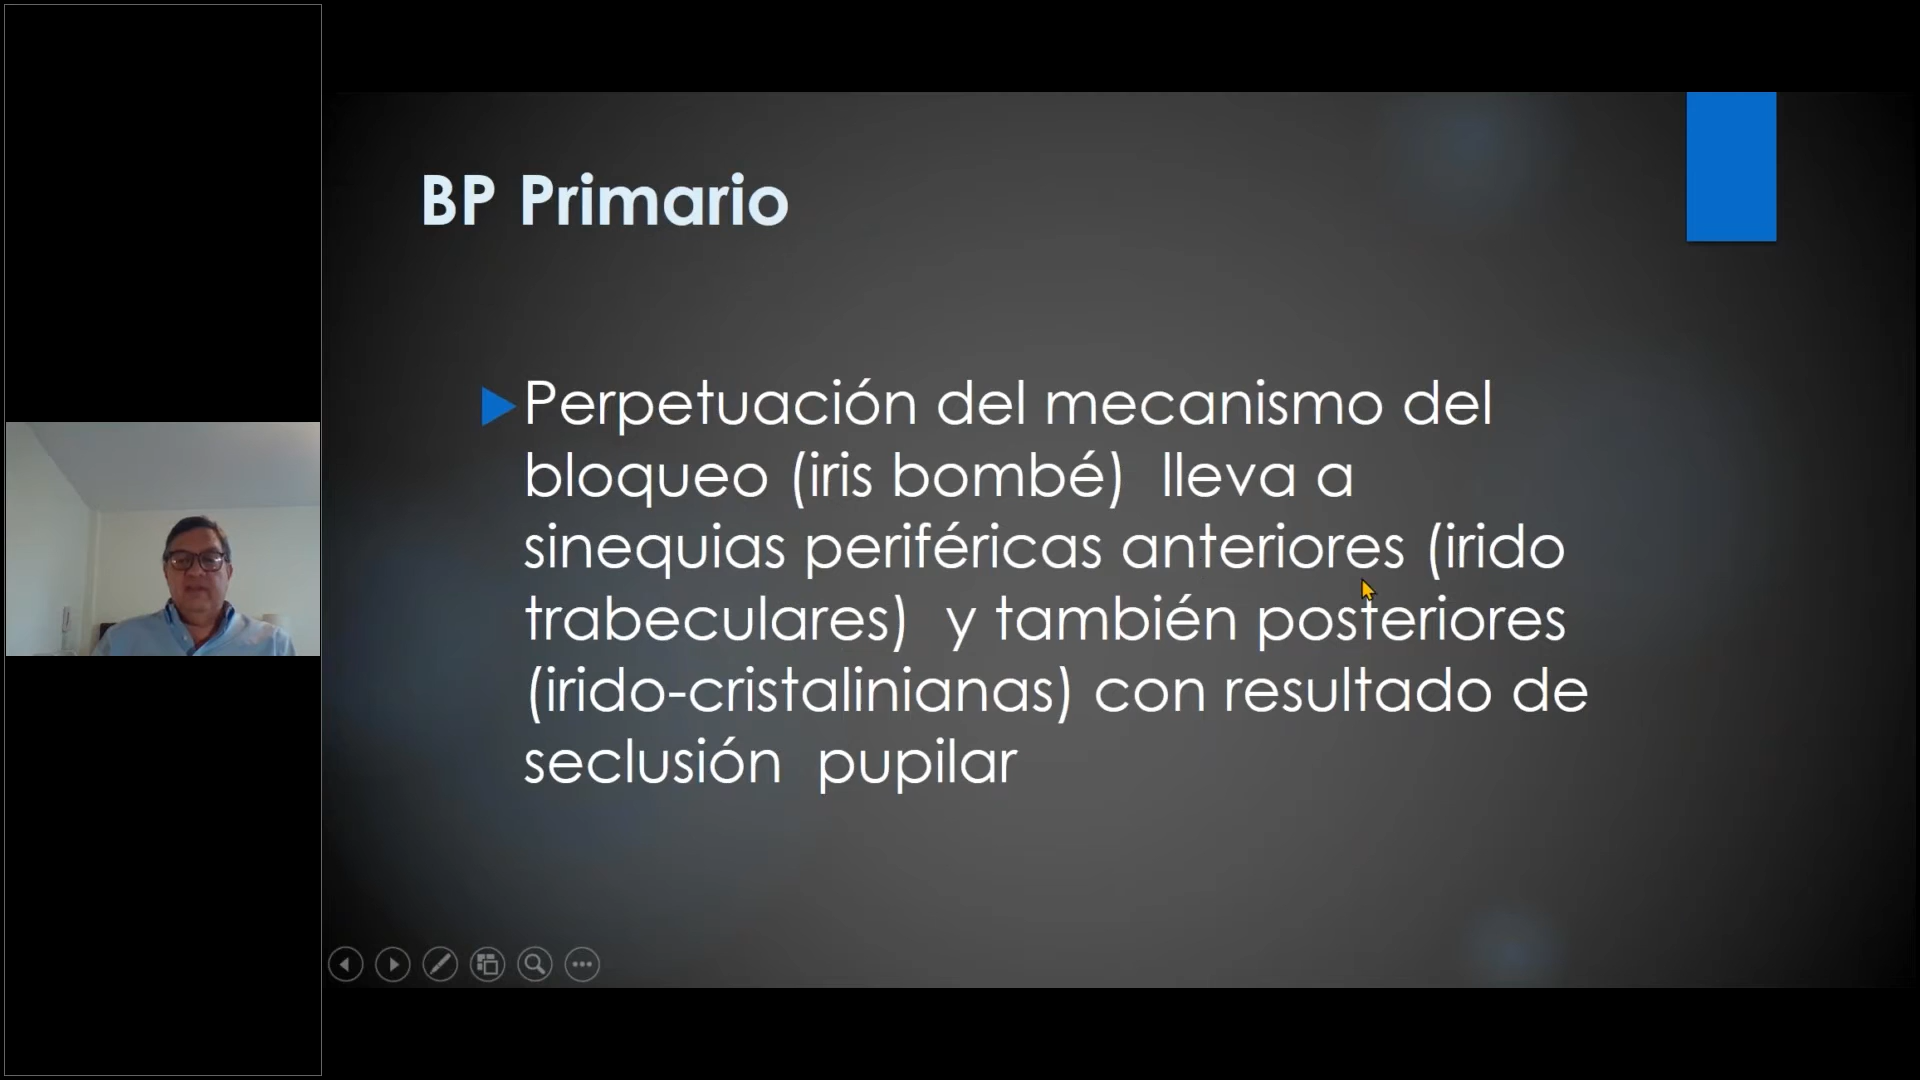 BP Primario
Perpetuación del mecanismo del
bloqueo (iris bombé) lleva a
sinequias periféricas anteriores (irido
trabeculares) y también posteriores
(irido-cristalinianas) con resultado de
seclusión pupilar